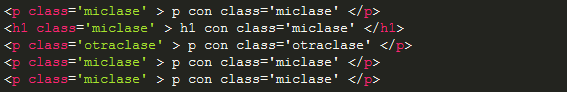 <p class='miclase' > p con class='miclase' </p>
<h1 class='miclase' > h1 con class='miclase' </h1>
<p class='otraclase' > p con class='otraclase' </p>
<p class='miclase' > p con class='miclase' </p>
<p class='miclase' > p con class='miclase' </p>